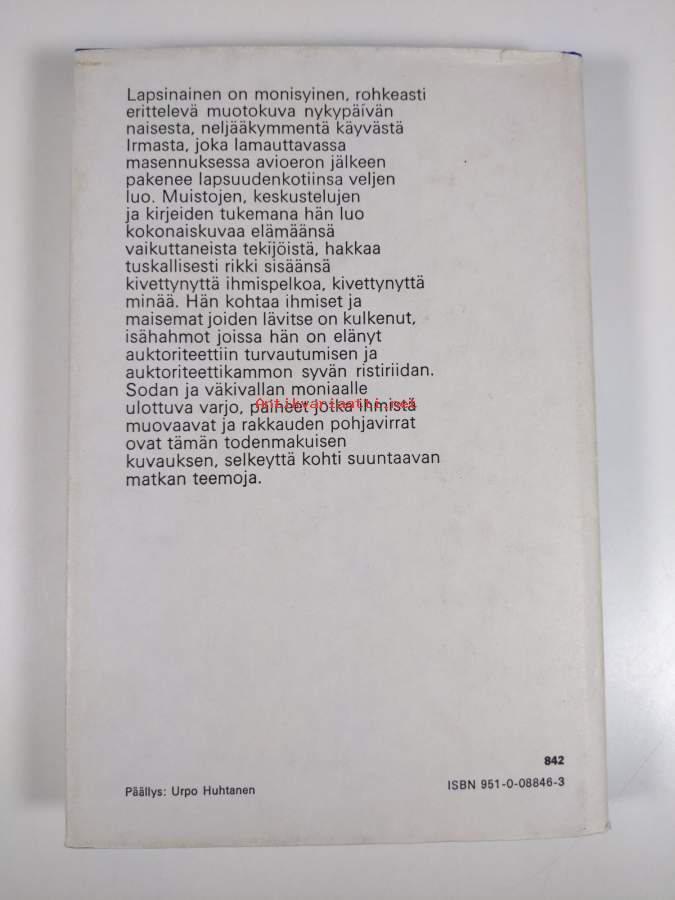 Lapsinainen on monisyinen, rohkeasti
erittelevä muotokuva nykypäivän
naisesta, neljääkymmentä käyvästä
Irmasta, joka lamauttavassa
masennuksessa avioeron jälkeen
pakenee lapsuudenkotiinsa veljen
luo. Muistojen, keskustelujen
ja kirjeiden tukemana hän luo
kokonaiskuvaa elämäänsä
vaikuttaneista tekijöistä, hakkaa
tuskallisesti rikki sisäänsä
kivettynyttä ihmispelkoa, kivettynyttä
minää. Hän kohtaa ihmiset ja
maisemat joiden lävitse on kulkenut,
isähahmot joissa hän on elänyt
auktoriteettiin turvautumisen ja
auktoriteettikammon syvän ristiriidan.
Sodan ja väkivallan moniaalle
ulottuva varjo, paineet jotka ihmistä
Antikvariaatti.net
muovaavat ja rakkauden pohjavirrat
ovat tämän todenmakuisen
kuvauksen, selkeyttä kohti suuntaavan
matkan teemoja.
842
Päällys: Urpo Huhtanen
ISBN 951-0-08846-3